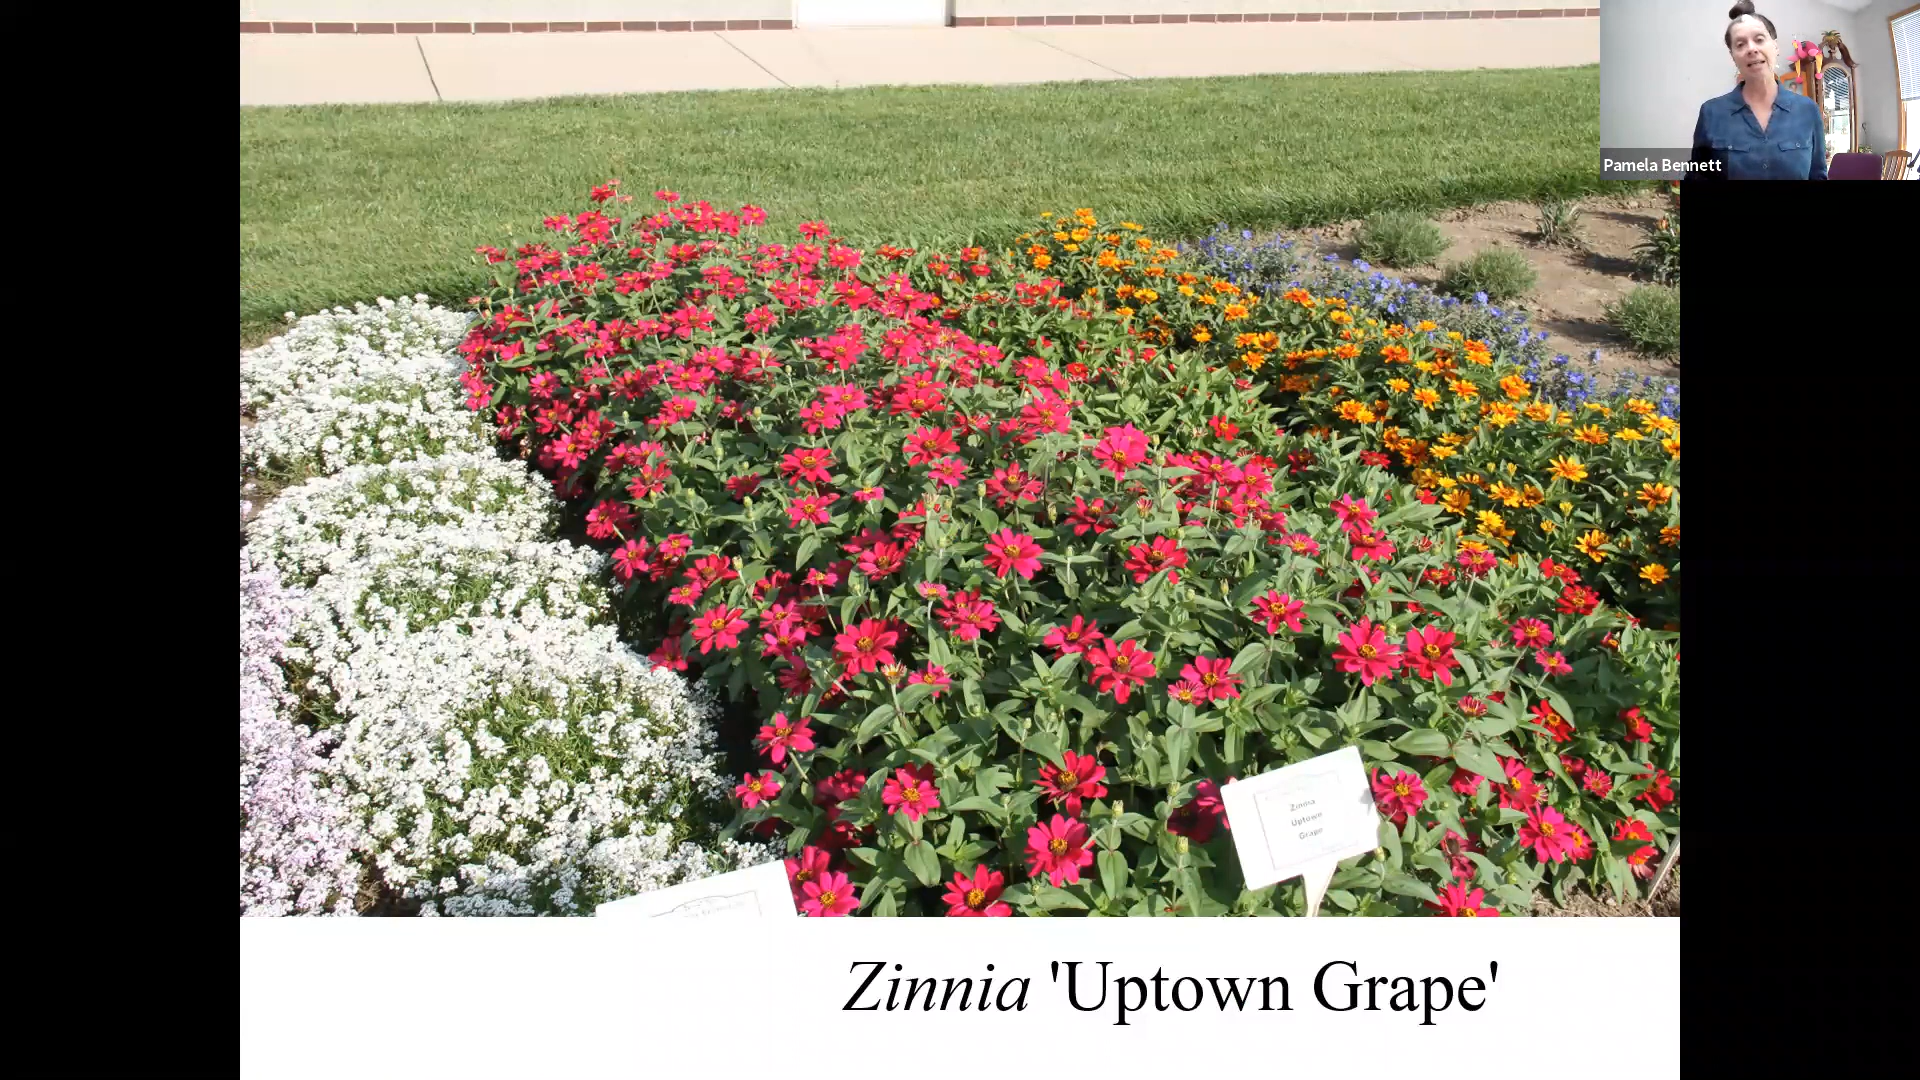 Pamela Bennett
Zinnia
Uptown
Grape
Zinnia 'Uptown Grape'